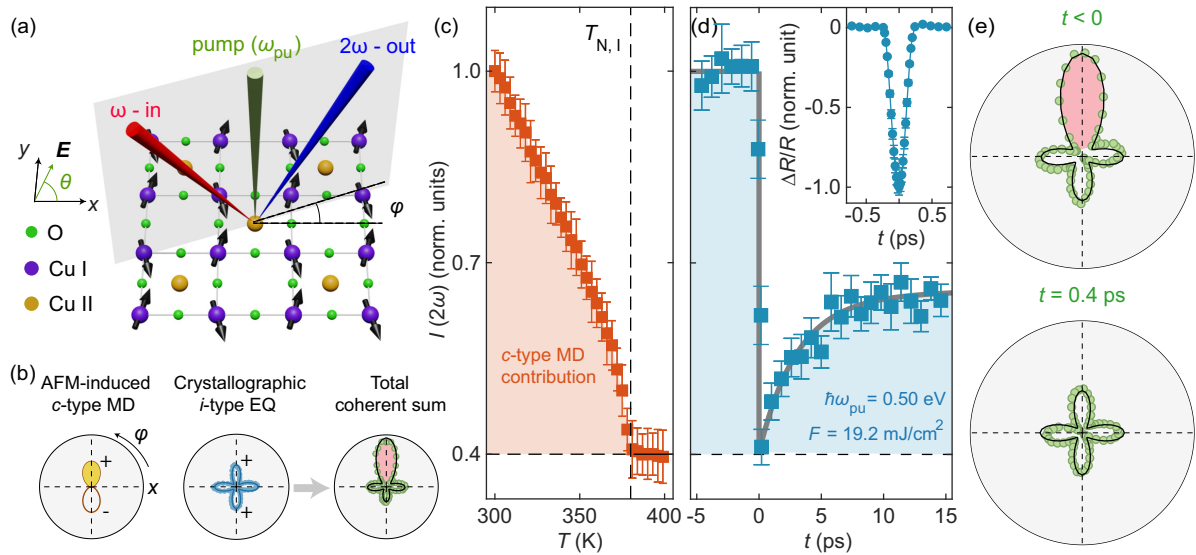 (a)
pump (ωpu)
2ω - out
ω - in
y
E
θ
x
φ
O
Cu I
Cu II
(b)
AFM-induced
c-type MD
Crystallographic
i-type EQ
Total
coherent sum
φ
+
x
-
+
+
(c)
TN, I
I (2ω) (norm. units)
1.0
0.7
0.4
c-type MD
contribution
300
350
400
T (K)
(d)
ΔR/R (norm. unit)
0
-0.5
-1.0
-0.5
0
0.5
t (ps)
ℏωpu = 0.50 eV
F = 19.2 mJ/cm²
-5
0
5
10
15
t (ps)
(e)
t < 0
t = 0.4 ps